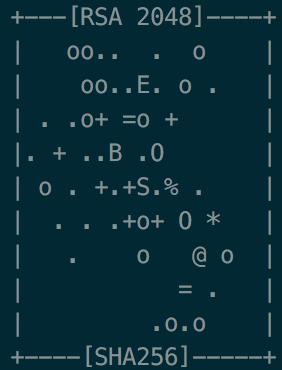 +---[RSA 2048]----+
|   oo..  .  o    |
|    oo..E. o .   |
| . .o+ =o +      |
|. + ..B .O       |
| o . +.+S.% .    |
|  . . .+o+ O *   |
|   .    o   @ o  |
|           = .   |
|         .o.o    |
+----[SHA256]-----+